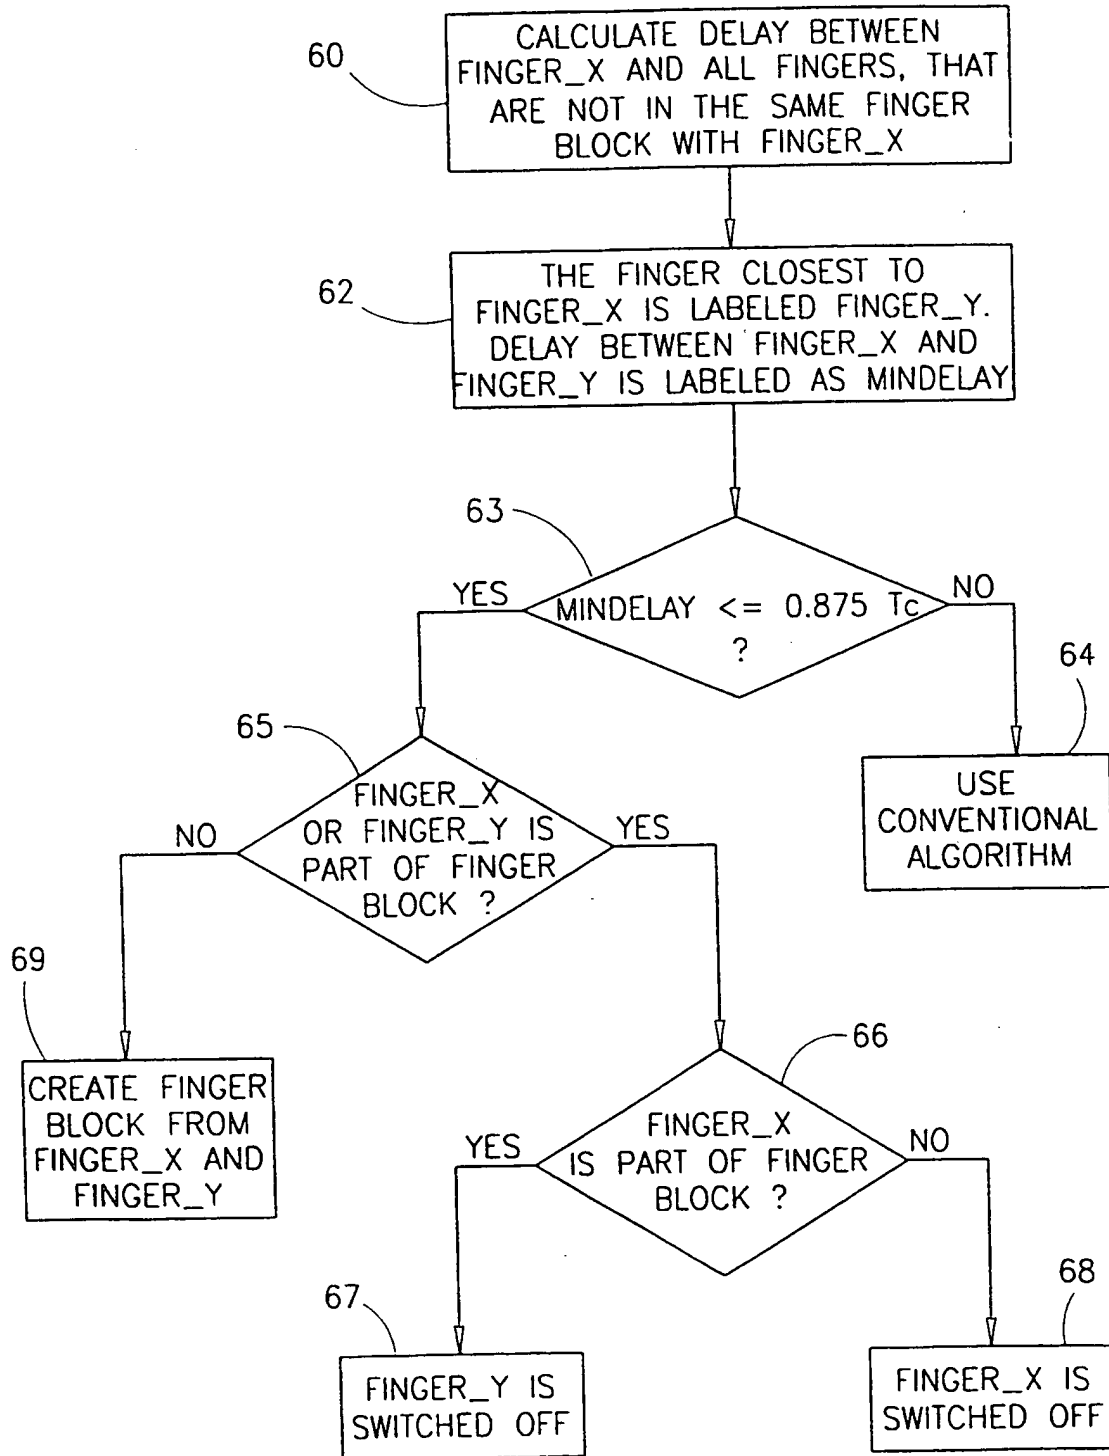 60
CALCULATE DELAY BETWEEN
FINGER_X AND ALL FINGERS, THAT
ARE NOT IN THE SAME FINGER
BLOCK WITH FINGER_X
62
THE FINGER CLOSEST TO
FINGER_X IS LABELED FINGER_Y.
DELAY BETWEEN FINGER_X AND
FINGER_Y IS LABELED AS MINDELAY
63
YES
MINDELAY <= 0.875 Tc
?
NO
64
USE
CONVENTIONAL
ALGORITHM
65
NO
FINGER_X
OR FINGER_Y IS
PART OF FINGER
BLOCK ?
YES
69
CREATE FINGER
BLOCK FROM
FINGER_X AND
FINGER_Y
66
YES
FINGER_X
IS PART OF FINGER
BLOCK ?
NO
67
FINGER_Y IS
SWITCHED OFF
68
FINGER_X IS
SWITCHED OFF